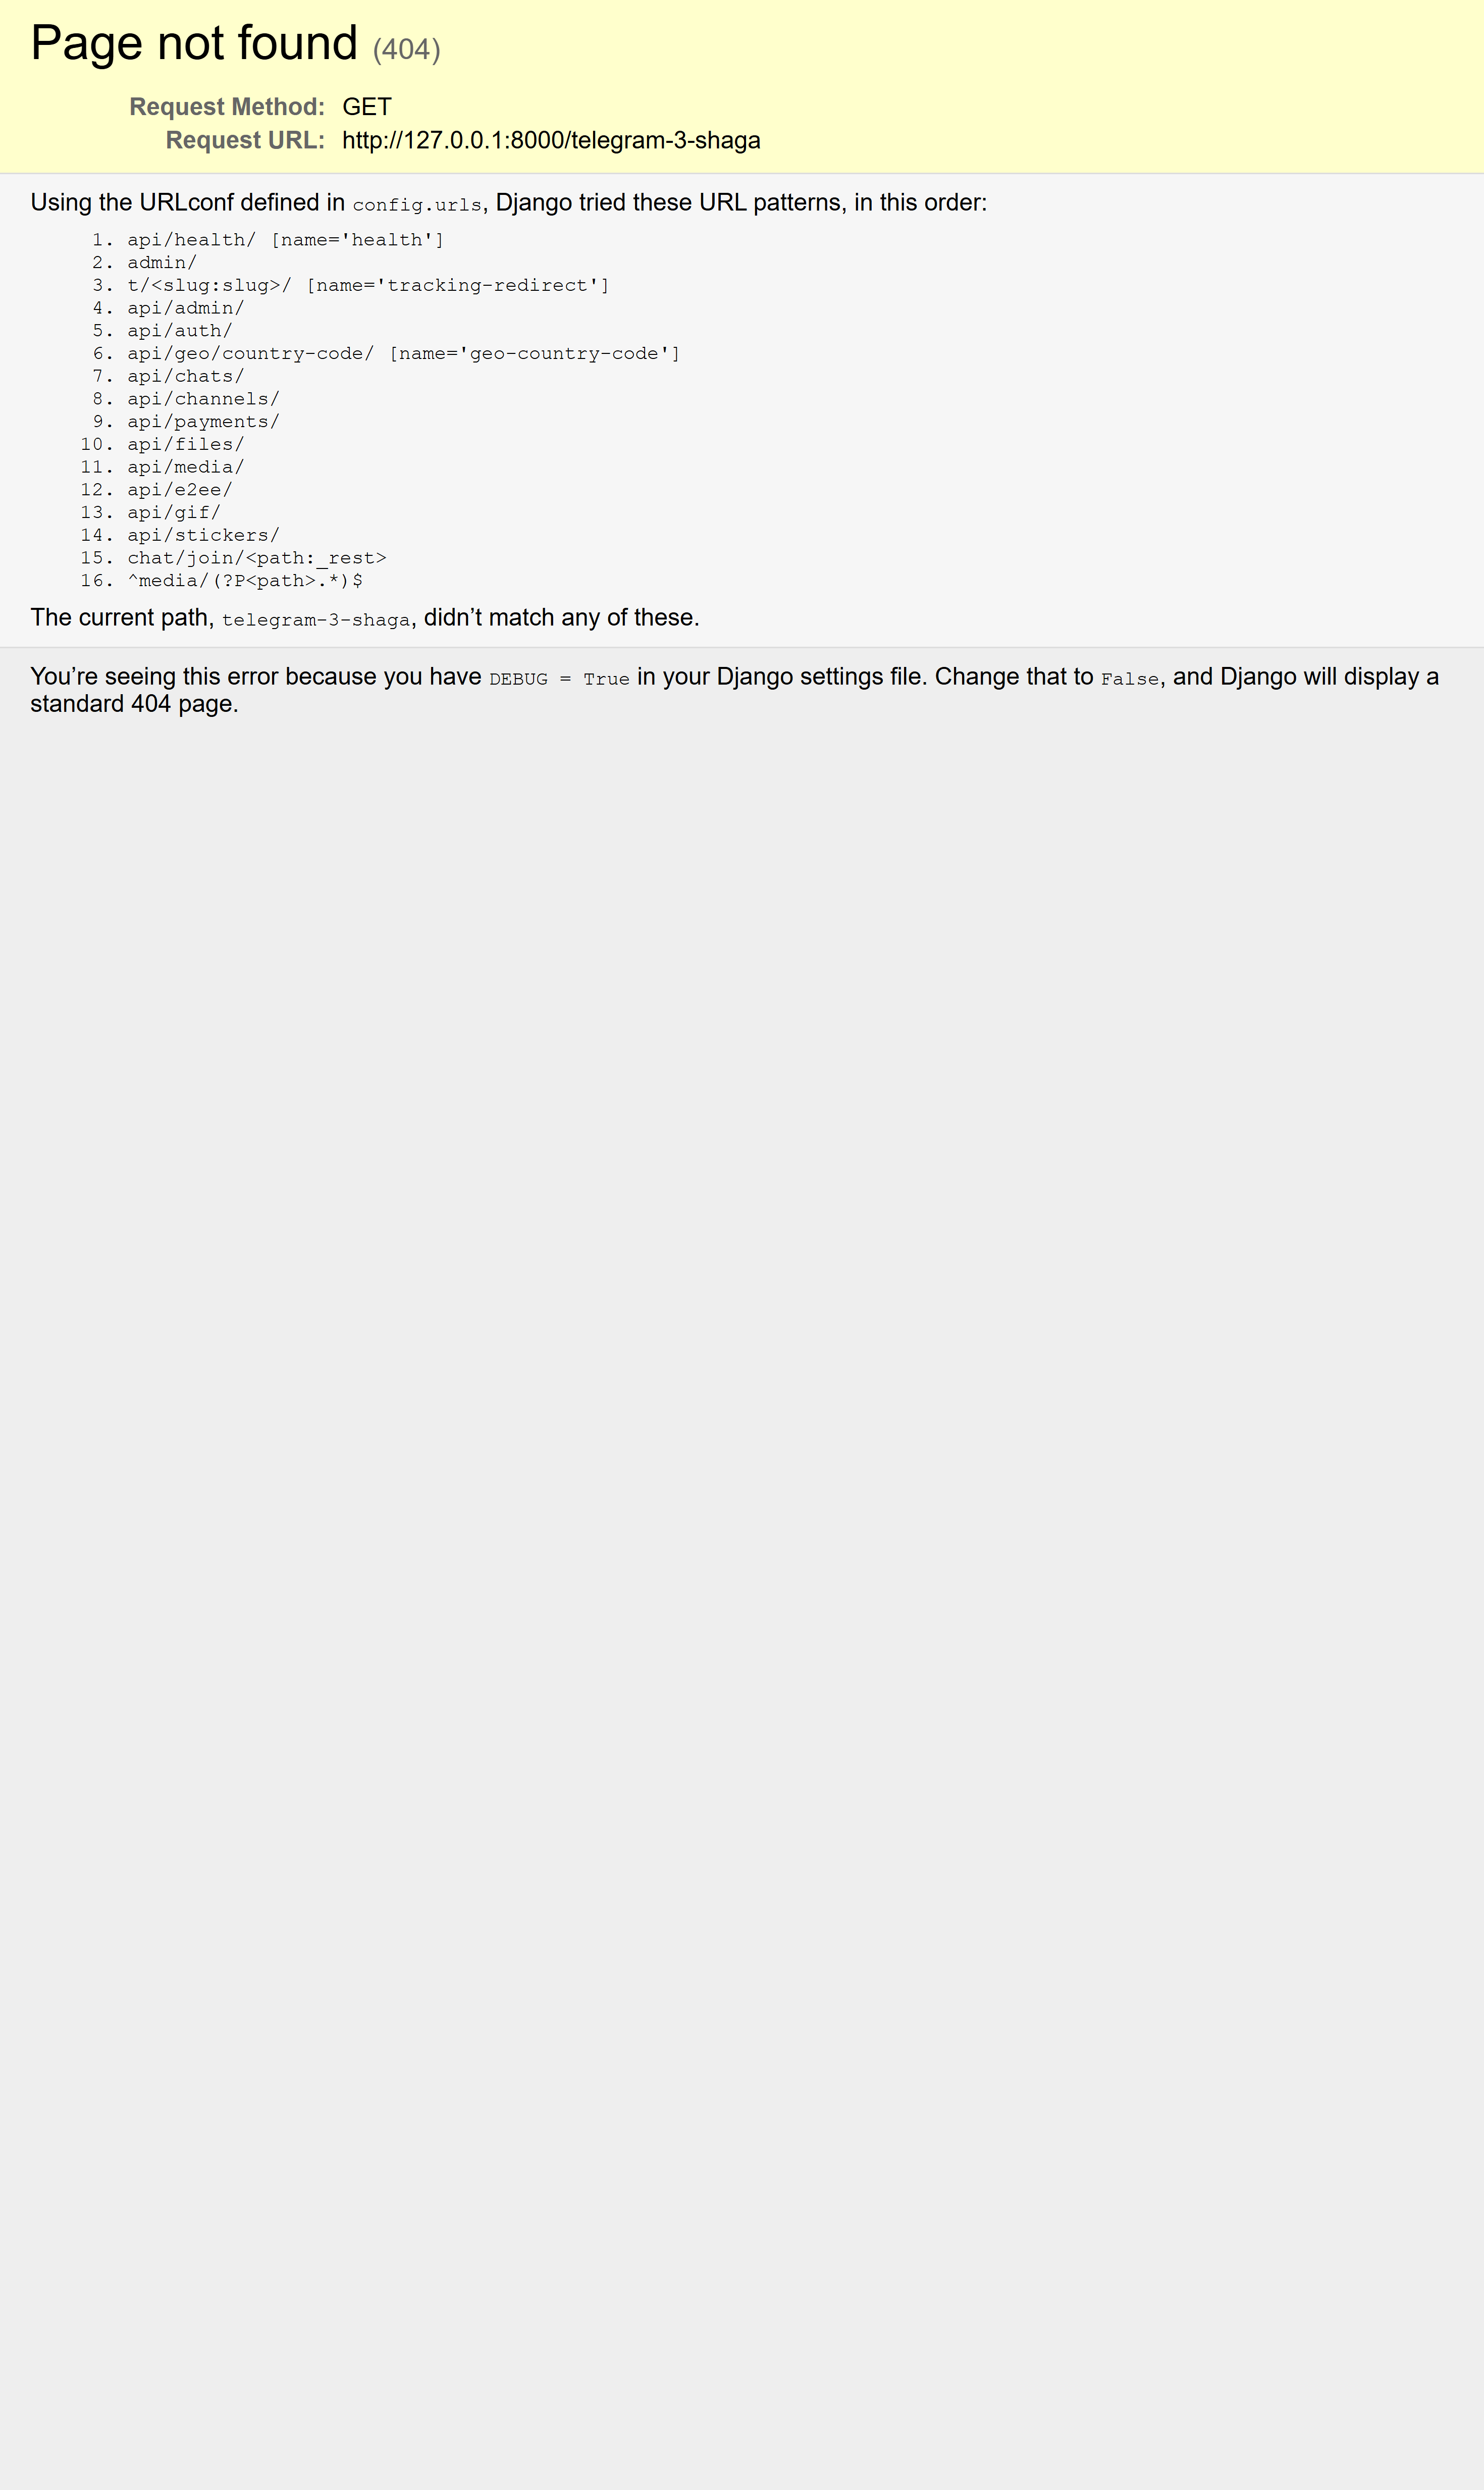 Page not found (404)
Request Method: GET
Request URL: http://127.0.0.1:8000/telegram-3-shaga
Using the URLconf defined in config.urls, Django tried these URL patterns, in this order:
1. api/health/ [name='health']
2. admin/
3. t/<slug:slug>/ [name='tracking-redirect']
4. api/admin/
5. api/auth/
6. api/geo/country-code/ [name='geo-country-code']
7. api/chats/
8. api/channels/
9. api/payments/
10. api/files/
11. api/media/
12. api/e2ee/
13. api/gif/
14. api/stickers/
15. chat/join/<path:_rest>
16. ^media/(?P<path>.*)$
The current path, telegram-3-shaga, didn’t match any of these.
You’re seeing this error because you have DEBUG = True in your Django settings file. Change that to False, and Django will display a
standard 404 page.